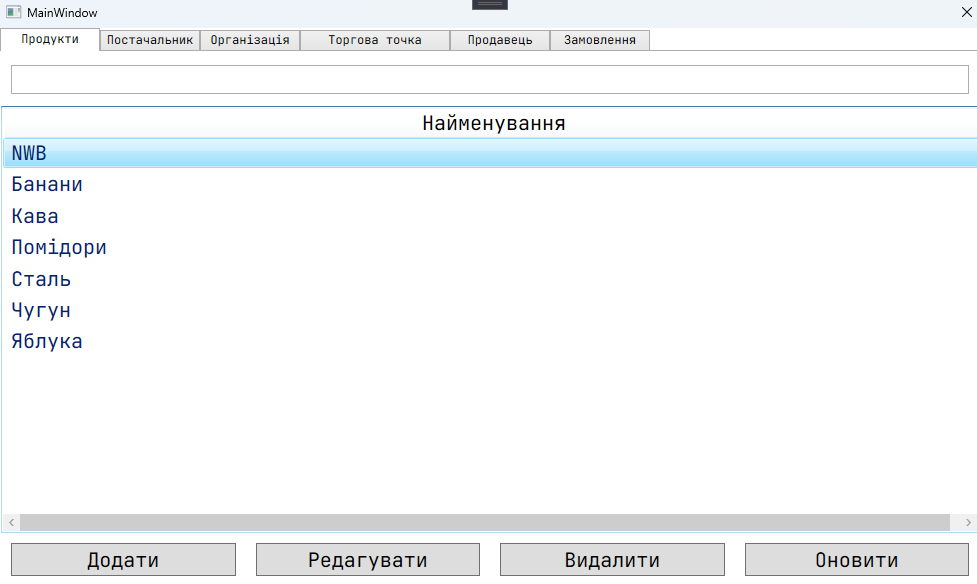 MainWindow
Продукти Постачальник Організація Торгова точка Продавець Замовлення
Найменування
NWB
Банани
Кава
Помідори
Сталь
Чугун
Яблука
Додати Редагувати Видалити Оновити